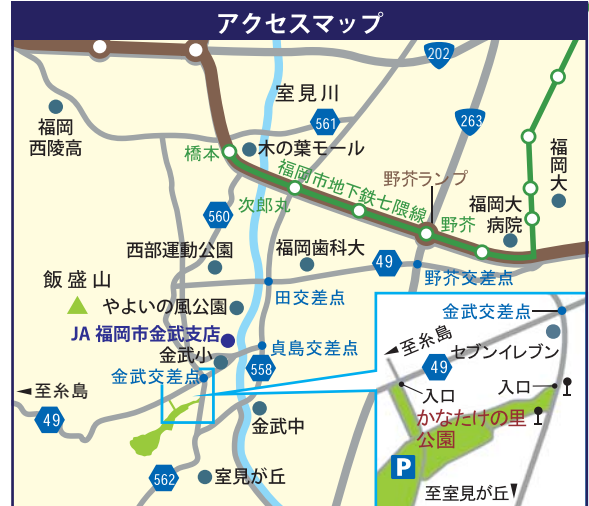 アクセスマップ
202
室見川
561
263
福岡
西陵高
橋本
木の葉モール
福岡市地下鉄七隈線
野芥ランプ
福岡大
福岡大
病院
次郎丸
560
野芥
西部運動公園
福岡歯科大
49
野芥交差点
飯盛山
田交差点
やよいの風公園
金武交差点
JA 福岡市金武支店
貞島交差点
至糸島
金武小
セブンイレブン
558
49
金武交差点
至糸島
入口
入口
49
かなたけの里
公園
金武中
P
562
室見が丘
至室見が丘